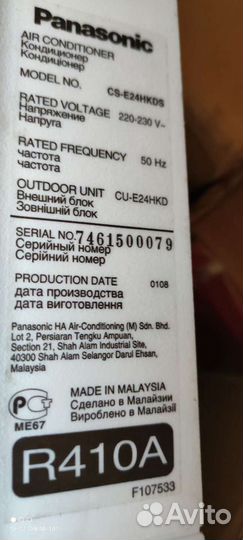 Panasonic
AIR CONDITIONER
Кондиционер
Кондиціонер
MODEL NO. CS-E24HKDS
RATED VOLTAGE 220-230 V~
Напряжение
Напруга
RATED FREQUENCY 50 Hz
частота
частота
OUTDOOR UNIT CU-E24HKD
Внешний блок
Зовнішній блок
SERIAL NO. 7461500079
Серийный номер
Серійний номер
PRODUCTION DATE 0108
дата производства
дата виготовлення
Panasonic HA Air-Conditioning (M) Sdn. Bhd.
Lot 2, Persiaran Tengku Ampuan,
Section 21, Shah Alam Industrial Site,
40300 Shah Alam Selangor Darul Ehsan,
Malaysia
ME67
MADE IN MALAYSIA
Сделано в Малайзии
Вироблено в Малайзії
R410A
F107533
Avito